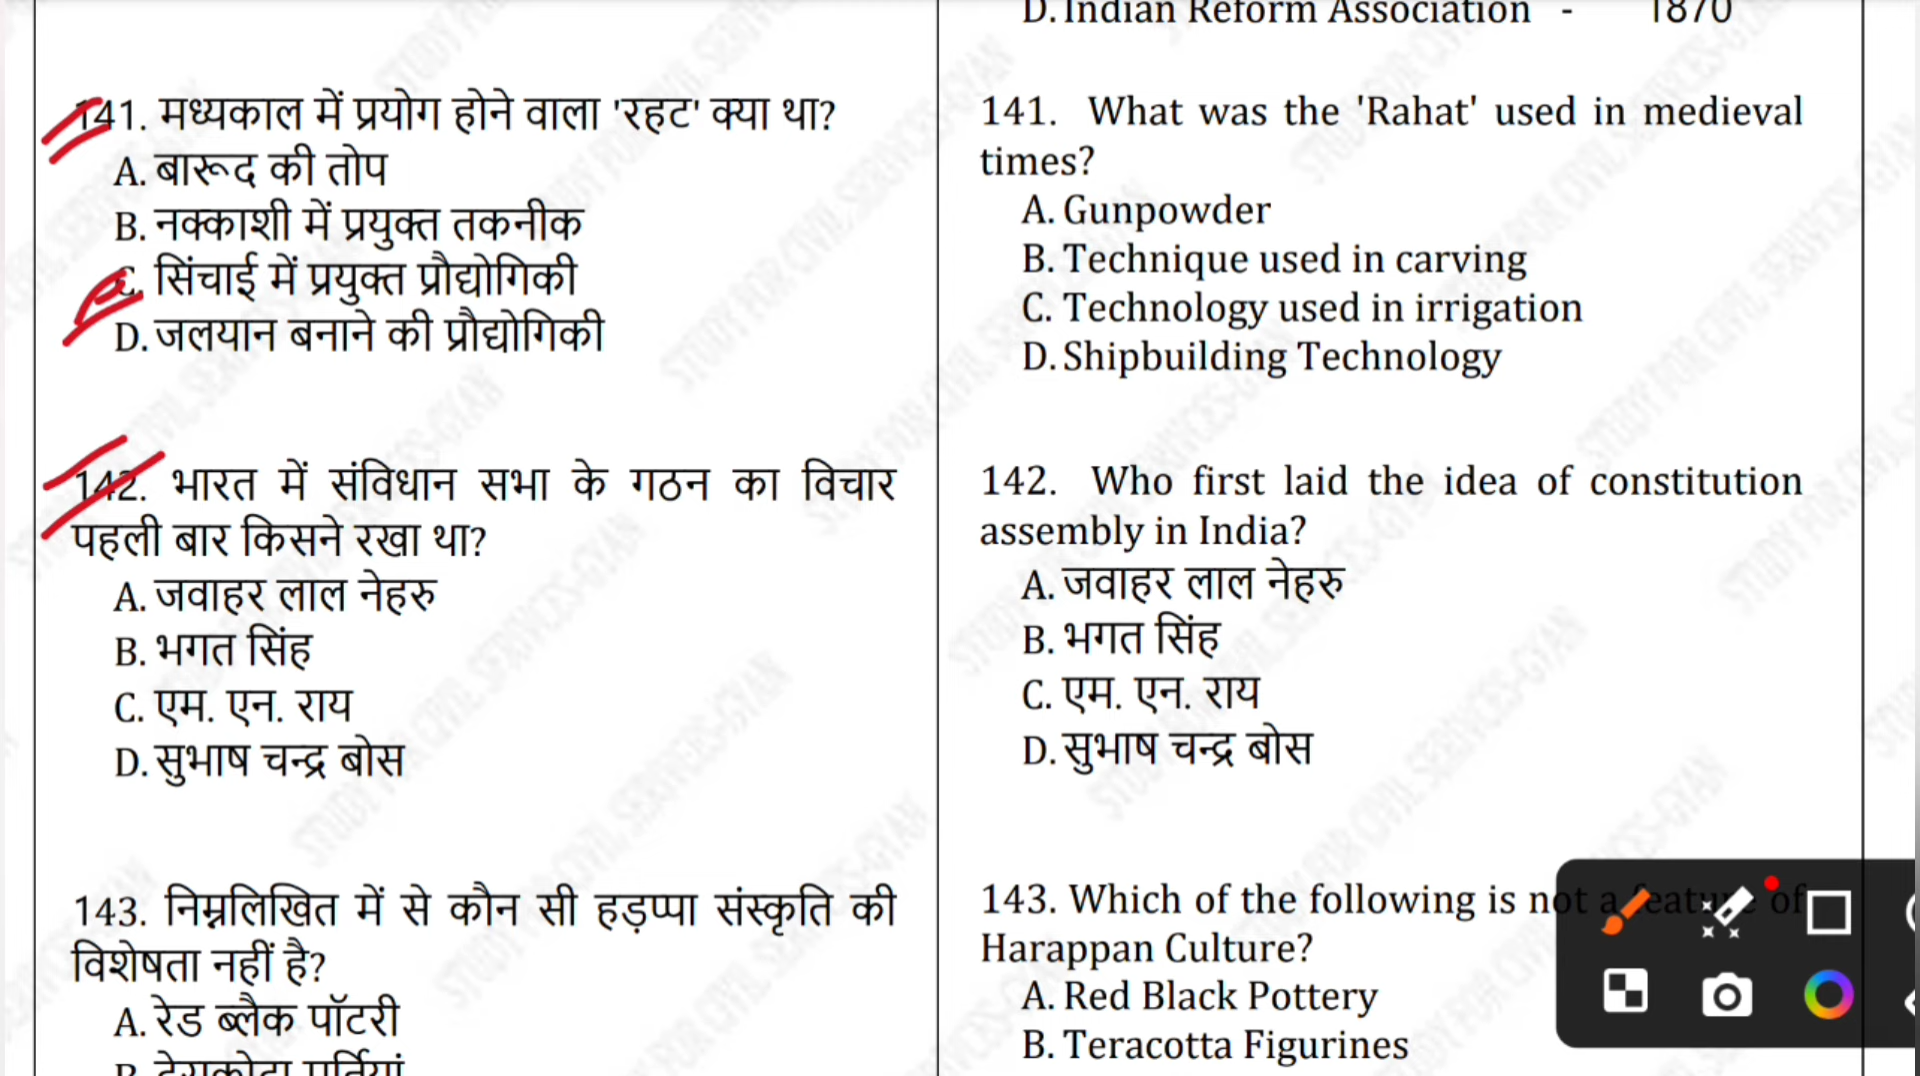 D. Indian Reform Association - 1870
141. मध्यकाल में प्रयोग होने वाला 'रहट' क्या था?
A. बारूद की तोप
B. नक्काशी में प्रयुक्त तकनीक
C. सिंचाई में प्रयुक्त प्रौद्योगिकी
D. जलयान बनाने की प्रौद्योगिकी
142. भारत में संविधान सभा के गठन का विचार
पहली बार किसने रखा था?
A. जवाहर लाल नेहरु
B. भगत सिंह
C. एम. एन. राय
D. सुभाष चन्द्र बोस
143. निम्नलिखित में से कौन सी हड़प्पा संस्कृति की
विशेषता नहीं है?
A. रेड ब्लैक पॉटरी
B. टेराकोटा मूर्तियां
141. What was the 'Rahat' used in medieval
times?
A. Gunpowder
B. Technique used in carving
C. Technology used in irrigation
D. Shipbuilding Technology
142. Who first laid the idea of constitution
assembly in India?
A. जवाहर लाल नेहरु
B. भगत सिंह
C. एम. एन. राय
D. सुभाष चन्द्र बोस
143. Which of the following is not a feature of
Harappan Culture?
A. Red Black Pottery
B. Teracotta Figurines